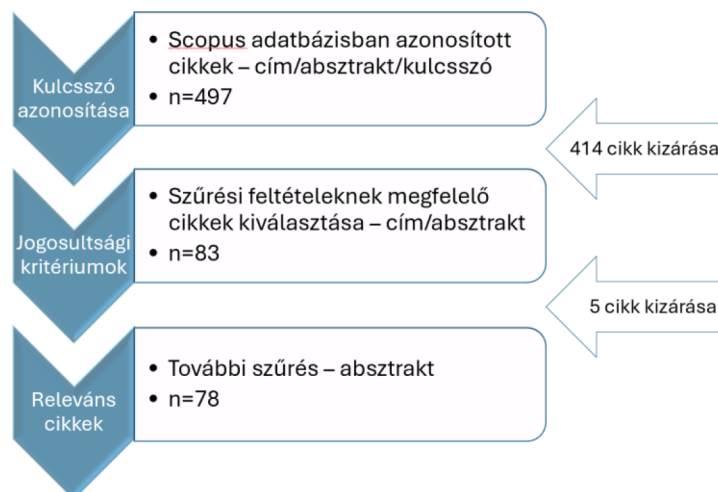 Kulcsszó
azonosítása
• Scopus adatbázisban azonosított
cikkek – cím/absztrakt/kulcsszó
• n=497
414 cikk kizárása
Jogosultsági
kritériumok
• Szűrési feltételeknek megfelelő
cikkek kiválasztása – cím/absztrakt
• n=83
5 cikk kizárása
Releváns
cikkek
• További szűrés – absztrakt
• n=78